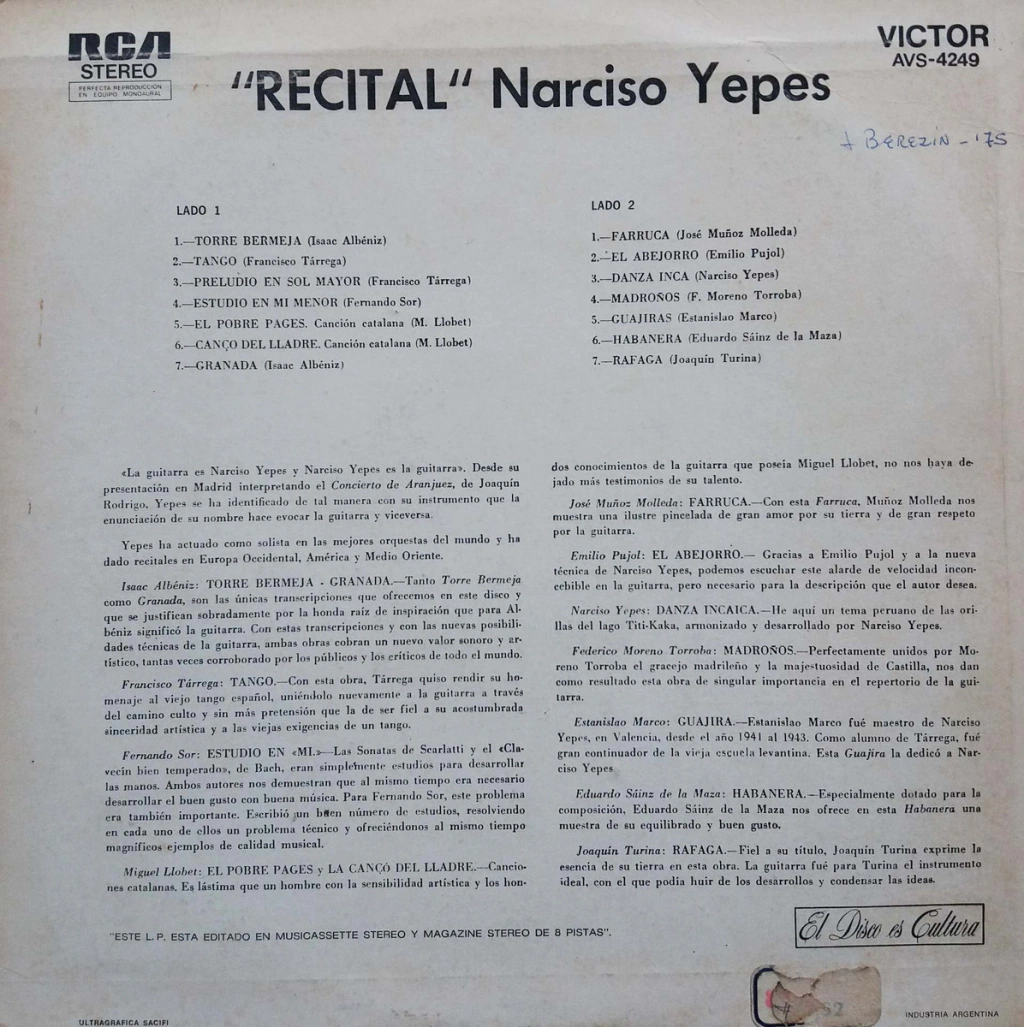 RCA
STEREO
PERFECTA REPRODUCCION
EN EQUIPO MONOAURAL
VICTOR
AVS-4249
"RECITAL" Narciso Yepes
BEREZIN - '75
LADO 1
1.—TORRE BERMEJA (Isaac Albéniz)
2.—TANGO (Francisco Tárrega)
3.—PRELUDIO EN SOL MAYOR (Francisco Tárrega)
4.—ESTUDIO EN MI MENOR (Fernando Sor)
5.—EL POBRE PAGES. Canción catalana (M. Llobet)
6.—CANÇO DEL LLADRE. Canción catalana (M. Llobet)
7.—GRANADA (Isaac Albéniz)
LADO 2
1.—FARRUCA (José Muñoz Molleda)
2.—EL ABEJORRO (Emilio Pujol)
3.—DANZA INCA (Narciso Yepes)
4.—MADROÑOS (F. Moreno Torroba)
5.—GUAJIRAS (Estanislao Marco)
6.—HABANERA (Eduardo Sáinz de la Maza)
7.—RAFAGA (Joaquín Turina)
«La guitarra es Narciso Yepes y Narciso Yepes es la guitarra». Desde su
presentación en Madrid interpretando el Concierto de Aranjuez, de Joaquín
Rodrigo, Yepes se ha identificado de tal manera con su instrumento que la
enunciación de su nombre hace evocar la guitarra y viceversa.
Yepes ha actuado como solista en las mejores orquestas del mundo y ha
dado recitales en Europa Occidental, América y Medio Oriente.
Isaac Albéniz: TORRE BERMEJA - GRANADA.—Tanto Torre Bermeja
como Granada, son las únicas transcripciones que ofrecemos en este disco y
que se justifican sobradamente por la honda raíz de inspiración que para Al-
béniz significó la guitarra. Con estas transcripciones y con las nuevas posibili-
dades técnicas de la guitarra, ambas obras cobran un nuevo valor sonoro y ar-
tístico, tantas veces corroborado por los públicos y los críticos de todo el mundo.
Francisco Tárrega: TANGO.—Con esta obra, Tárrega quiso rendir su ho-
menaje al viejo tango español, uniéndolo nuevamente a la guitarra a través
del camino culto y sin más pretensión que la de ser fiel a su acostumbrada
sinceridad artística y a las viejas exigencias de un tango.
Fernando Sor: ESTUDIO EN «MI.»—Las Sonatas de Scarlatti y el «Cla-
vecín bien temperado», de Bach, eran simplemente estudios para desarrollar
las manos. Ambos autores nos demuestran que al mismo tiempo era necesario
desarrollar el buen gusto con buena música. Para Fernando Sor, este problema
era también importante. Escribió un buen número de estudios, resolviendo
en cada uno de ellos un problema técnico y ofreciéndonos al mismo tiempo
magníficos ejemplos de calidad musical.
Miguel Llobet: EL POBRE PAGES y LA CANÇÓ DEL LLADRE.—Cancio-
nes catalanas. Es lástima que un hombre con la sensibilidad artística y los hon-
dos conocimientos de la guitarra que poseia Miguel Llobet, no nos haya de-
jado más testimonios de su talento.
José Muñoz Molleda: FARRUCA.—Con esta Farruca, Muñoz Molleda nos
muestra una ilustre pincelada de gran amor por su tierra y de gran respeto
por la guitarra.
Emilio Pujol: EL ABEJORRO.— Gracias a Emilio Pujol y a la nueva
técnica de Narciso Yepes, podemos escuchar este alarde de velocidad incon-
cebible en la guitarra, pero necesario para la descripción que el autor desea.
Narciso Yepes: DANZA INCAICA.—He aquí un tema peruano de las ori-
llas del lago Titi-Kaka, armonizado y desarrollado por Narciso Yepes.
Federico Moreno Torroba: MADROÑOS.—Perfectamente unidos por Mo-
reno Torroba el gracejo madrileño y la majestuosidad de Castilla, nos dan
como resultado esta obra de singular importancia en el repertorio de la gui-
tarra.
Estanislao Marco: GUAJIRA.—Estanislao Marco fué maestro de Narciso
Yepes, en Valencia, desde el año 1941 al 1943. Como alumno de Tárrega, fué
gran continuador de la vieja escuela levantina. Esta Guajira la dedicó a Nar-
ciso Yepes
Eduardo Sáinz de la Maza: HABANERA.—Especialmente dotado para la
composición, Eduardo Sáinz de la Maza nos ofrece en esta Habanera una
muestra de su equilibrado y buen gusto.
Joaquín Turina: RAFAGA.—Fiel a su título, Joaquín Turina exprime la
esencia de su tierra en esta obra. La guitarra fué para Turina el instrumento
ideal, con el que podia huir de los desarrollos y condensar las ideas.
"ESTE L.P. ESTA EDITADO EN MUSICASSETTE STEREO Y MAGAZINE STEREO DE 8 PISTAS".
El Disco es Cultura
ULTRAGRAFICA SACIFI
INDUSTRIA ARGENTINA